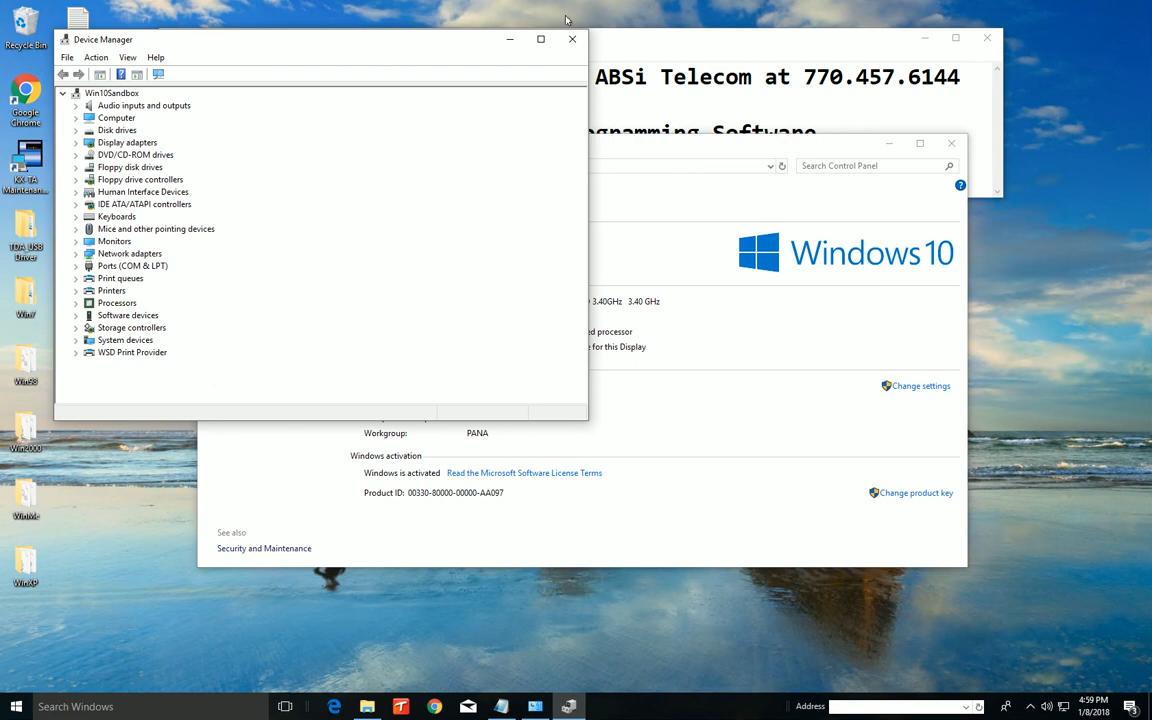 Recycle Bin
Google
Chrome
KX-TA
Maintenan...
TDA_USB
Driver
Win7
Win98
Win2000
WinMe
WinXP
Device Manager
File Action View Help
Win10Sandbox
Audio inputs and outputs
Computer
Disk drives
Display adapters
DVD/CD-ROM drives
Floppy disk drives
Floppy drive controllers
Human Interface Devices
IDE ATA/ATAPI controllers
Keyboards
Mice and other pointing devices
Monitors
Network adapters
Ports (COM & LPT)
Print queues
Printers
Processors
Software devices
Storage controllers
System devices
WSD Print Provider
ABSi Telecom at 770.457.6144
ogramming Software
Search Control Panel
Windows 10
3.40GHz 3.40 GHz
ed processor
e for this Display
Change settings
Workgroup: PANA
Windows activation
Windows is activated Read the Microsoft Software License Terms
Product ID: 00330-80000-00000-AA097
Change product key
See also
Security and Maintenance
Search Windows
Address
4:59 PM
1/8/2018
3